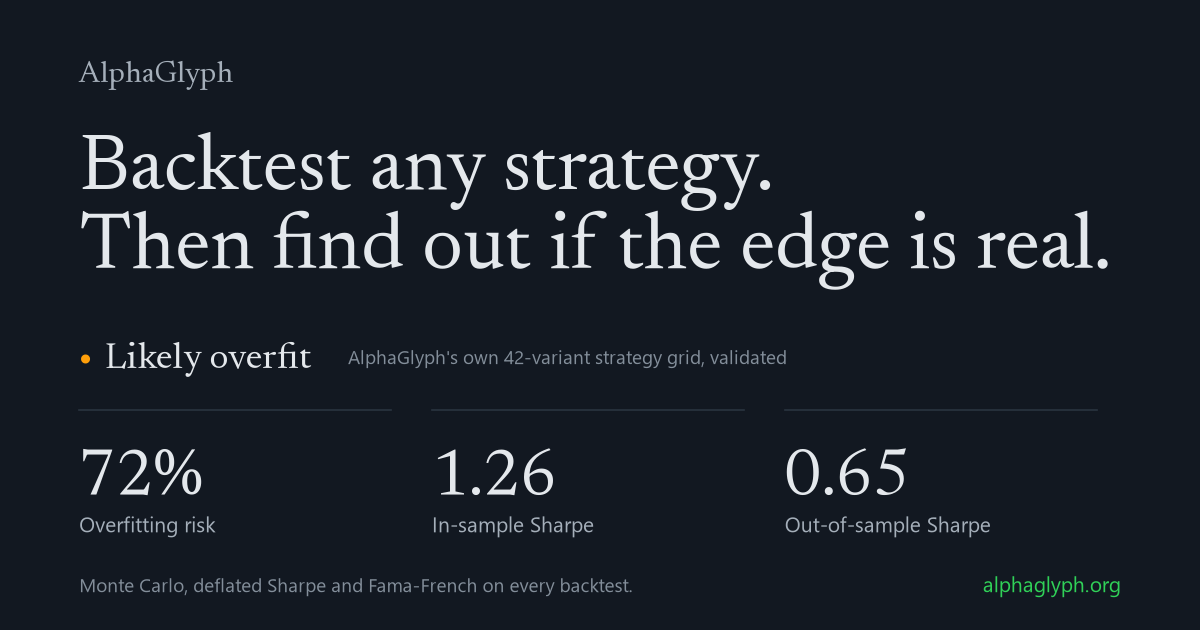 AlphaGlyph
Backtest any strategy.
Then find out if the edge is real.
Likely overfit
AlphaGlyph's own 42-variant strategy grid, validated
72%
Overfitting risk
1.26
In-sample Sharpe
0.65
Out-of-sample Sharpe
Monte Carlo, deflated Sharpe and Fama-French on every backtest.
alphaglyph.org